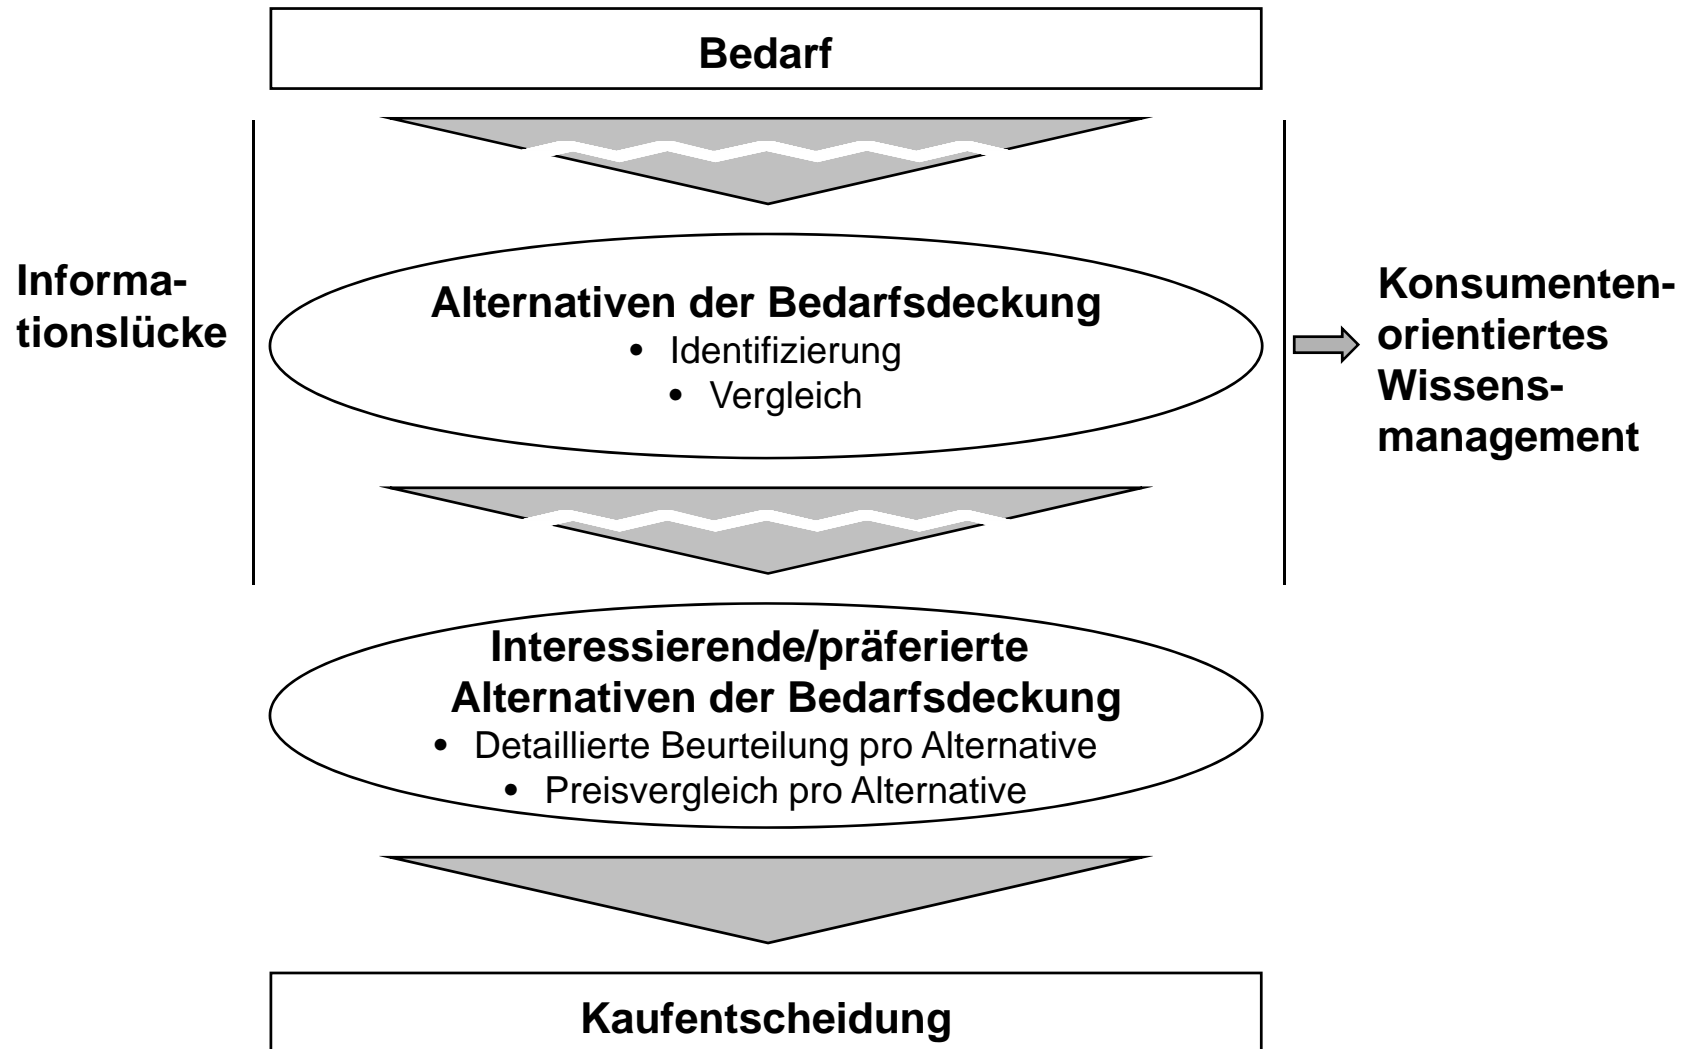 Bedarf
Informa-
tionslücke
Alternativen der Bedarfsdeckung
• Identifizierung
• Vergleich
Konsumenten-
orientiertes
Wissens-
management
Interessierende/präferierte
Alternativen der Bedarfsdeckung
• Detaillierte Beurteilung pro Alternative
• Preisvergleich pro Alternative
Kaufentscheidung